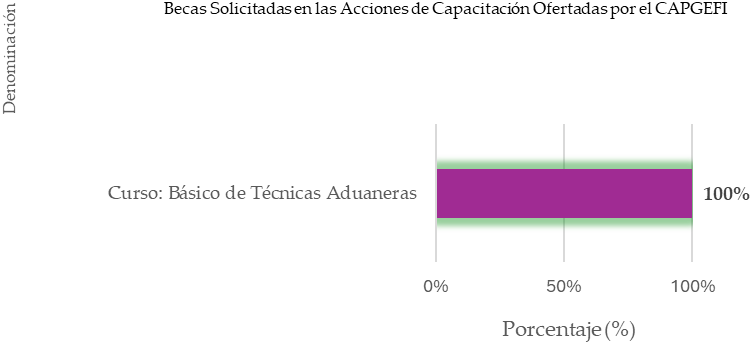 Becas Solicitadas en las Acciones de Capacitación Ofertadas por el CAPGEFI
Denominación
Curso: Básico de Técnicas Aduaneras
100%
0%
50%
100%
Porcentaje (%)